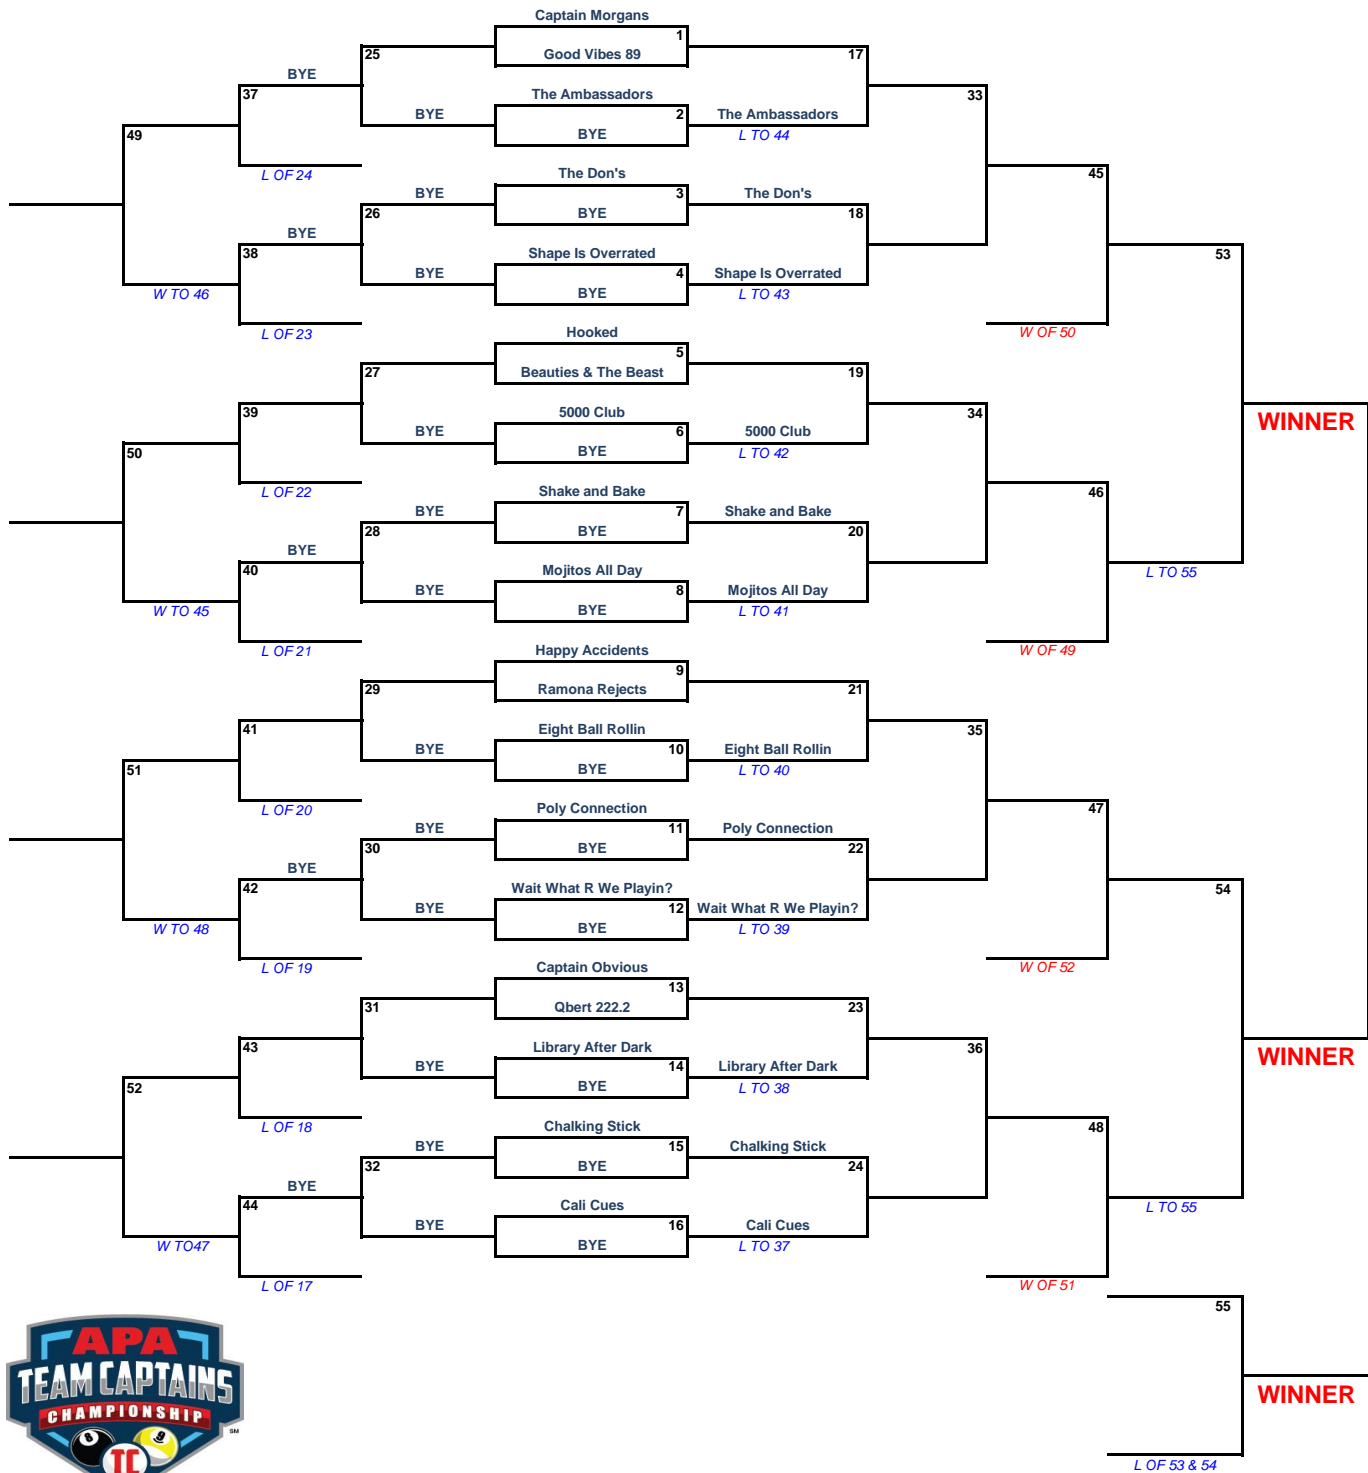 Captain Morgans
1
25
Good Vibes 89
17
BYE
37
The Ambassadors
33
BYE
2
The Ambassadors
49
BYE
L TO 44
L OF 24
The Don's
45
BYE
3
The Don's
26
BYE
18
BYE
38
Shape Is Overrated
53
BYE
4
Shape Is Overrated
W TO 46
BYE
L TO 43
L OF 23
Hooked
W OF 50
5
27
Beauties & The Beast
19
39
5000 Club
34
WINNER
BYE
6
5000 Club
50
BYE
L TO 42
L OF 22
Shake and Bake
46
BYE
7
Shake and Bake
28
BYE
20
BYE
40
Mojitos All Day
L TO 55
BYE
8
Mojitos All Day
W TO 45
BYE
L TO 41
L OF 21
Happy Accidents
W OF 49
9
29
Ramona Rejects
21
41
Eight Ball Rollin
35
BYE
10
Eight Ball Rollin
51
BYE
L TO 40
L OF 20
Poly Connection
47
BYE
11
Poly Connection
30
BYE
22
BYE
42
Wait What R We Playin?
54
BYE
12
Wait What R We Playin?
W TO 48
BYE
L TO 39
L OF 19
Captain Obvious
W OF 52
13
31
Qbert 222.2
23
43
Library After Dark
36
WINNER
BYE
14
Library After Dark
52
BYE
L TO 38
L OF 18
Chalking Stick
48
BYE
15
Chalking Stick
32
BYE
24
BYE
44
Cali Cues
L TO 55
BYE
16
Cali Cues
W TO47
BYE
L TO 37
L OF 17
W OF 51
55
APA
TEAM CAPTAINS
CHAMPIONSHIP
SM
8
9
TC
WINNER
L OF 53 & 54